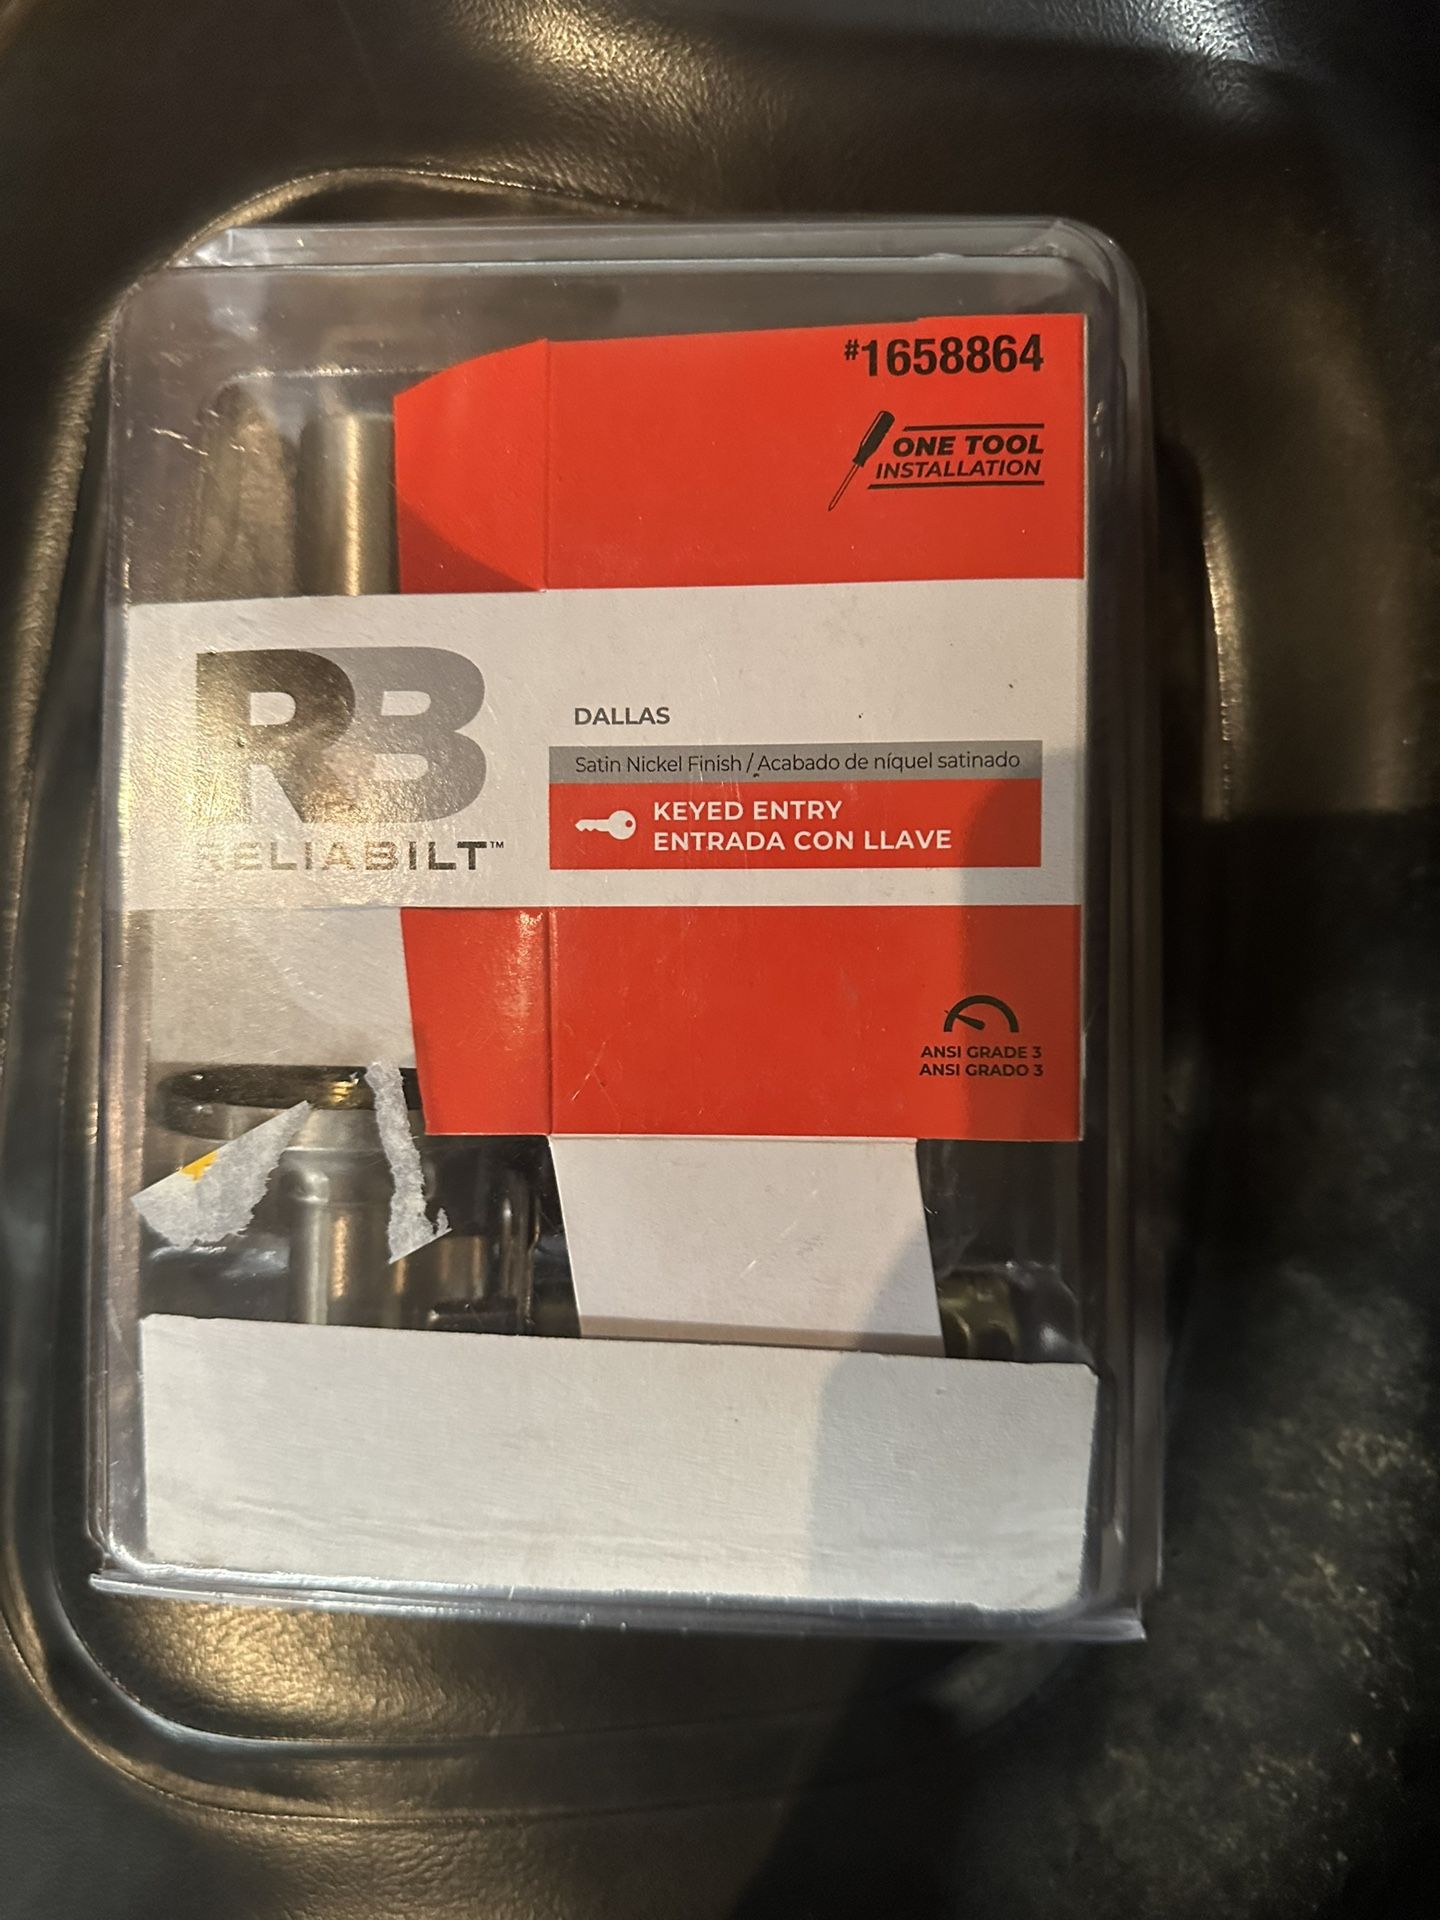 #1658864
ONE TOOL
INSTALLATION
RB
RELIABILT™
DALLAS
Satin Nickel Finish / Acabado de níquel satinado
KEYED ENTRY
ENTRADA CON LLAVE
ANSI GRADE 3
ANSI GRADO 3